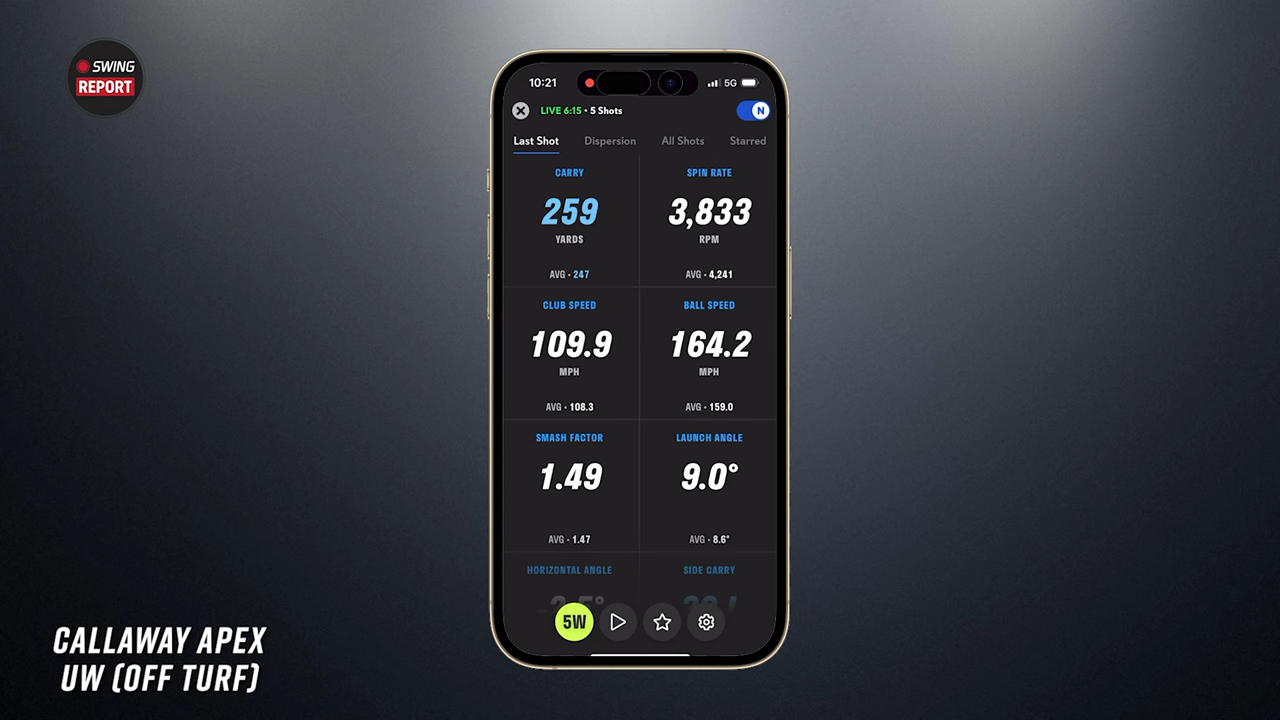 SWING
REPORT
10:21
5G
LIVE 6:15 • 5 Shots
N
Last Shot Dispersion All Shots Starred
CARRY SPIN RATE
259 3,833
YARDS RPM
AVG • 247 AVG • 4,241
CLUB SPEED BALL SPEED
109.9 164.2
MPH MPH
AVG • 108.3 AVG • 159.0
SMASH FACTOR LAUNCH ANGLE
1.49 9.0°
AVG • 1.47 AVG • 8.6°
HORIZONTAL ANGLE SIDE CARRY
5W
CALLAWAY APEX
UW (OFF TURF)